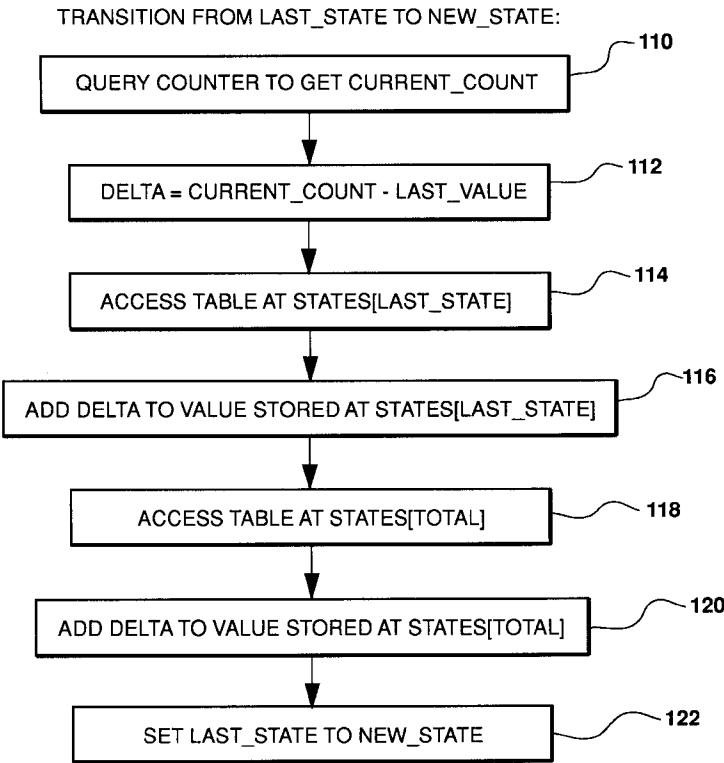 TRANSITION FROM LAST_STATE TO NEW_STATE:
110
QUERY COUNTER TO GET CURRENT_COUNT
112
DELTA = CURRENT_COUNT - LAST_VALUE
114
ACCESS TABLE AT STATES[LAST_STATE]
116
ADD DELTA TO VALUE STORED AT STATES[LAST_STATE]
118
ACCESS TABLE AT STATES[TOTAL]
120
ADD DELTA TO VALUE STORED AT STATES[TOTAL]
122
SET LAST_STATE TO NEW_STATE